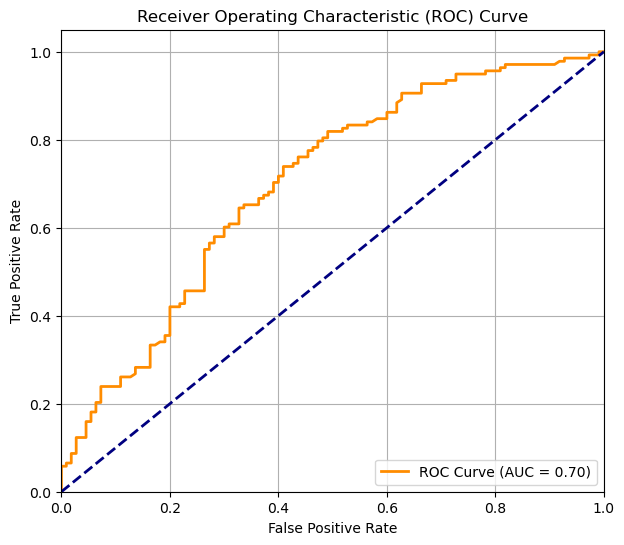 Receiver Operating Characteristic (ROC) Curve
1.0
0.8
0.6
0.4
0.2
0.0
True Positive Rate
ROC Curve (AUC = 0.70)
0.0 0.2 0.4 0.6 0.8 1.0
False Positive Rate